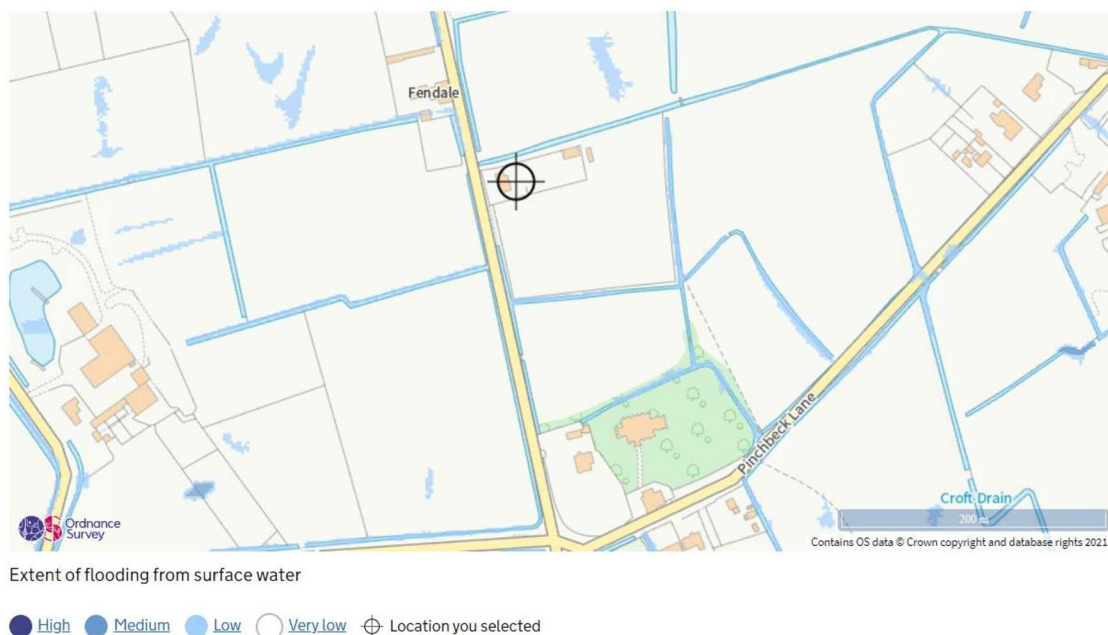 Fendale
Pinchbeck Lane
Croft Drain
200 m
Ordnance
Survey
Contains OS data © Crown copyright and database rights 2021
Extent of flooding from surface water
High Medium Low Very low Location you selected